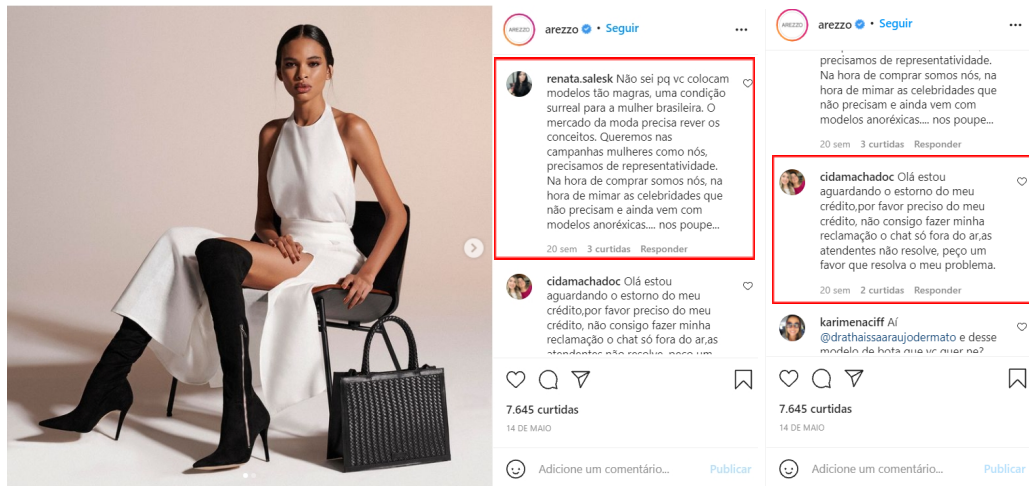 AREZZO
arezzo • Seguir
renata.salesk Não sei pq vc colocam
modelos tão magras, uma condição
surreal para a mulher brasileira. O
mercado da moda precisa rever os
conceitos. Queremos nas
campanhas mulheres como nós,
precisamos de representatividade.
Na hora de comprar somos nós, na
hora de mimar as celebridades que
não precisam e ainda vem com
modelos anoréxicas.... nos poupe...
20 sem 3 curtidas Responder
cidamachadoc Olá estou
aguardando o estorno do meu
crédito,por favor preciso do meu
crédito, não consigo fazer minha
reclamação o chat só fora do ar,as
atendentes não resolve, peço um
7.645 curtidas
14 DE MAIO
Adicione um comentário... Publicar
AREZZO
arezzo • Seguir
precisamos de representatividade.
Na hora de comprar somos nós, na
hora de mimar as celebridades que
não precisam e ainda vem com
modelos anoréxicas.... nos poupe...
20 sem 3 curtidas Responder
cidamachadoc Olá estou
aguardando o estorno do meu
crédito,por favor preciso do meu
crédito, não consigo fazer minha
reclamação o chat só fora do ar,as
atendentes não resolve, peço um
favor que resolva o meu problema.
20 sem 2 curtidas Responder
karimenaciff Aí
@drathaissaaraujodermato e desse
modelo de bota que vc quer ne?
7.645 curtidas
14 DE MAIO
Adicione um comentário... Publicar